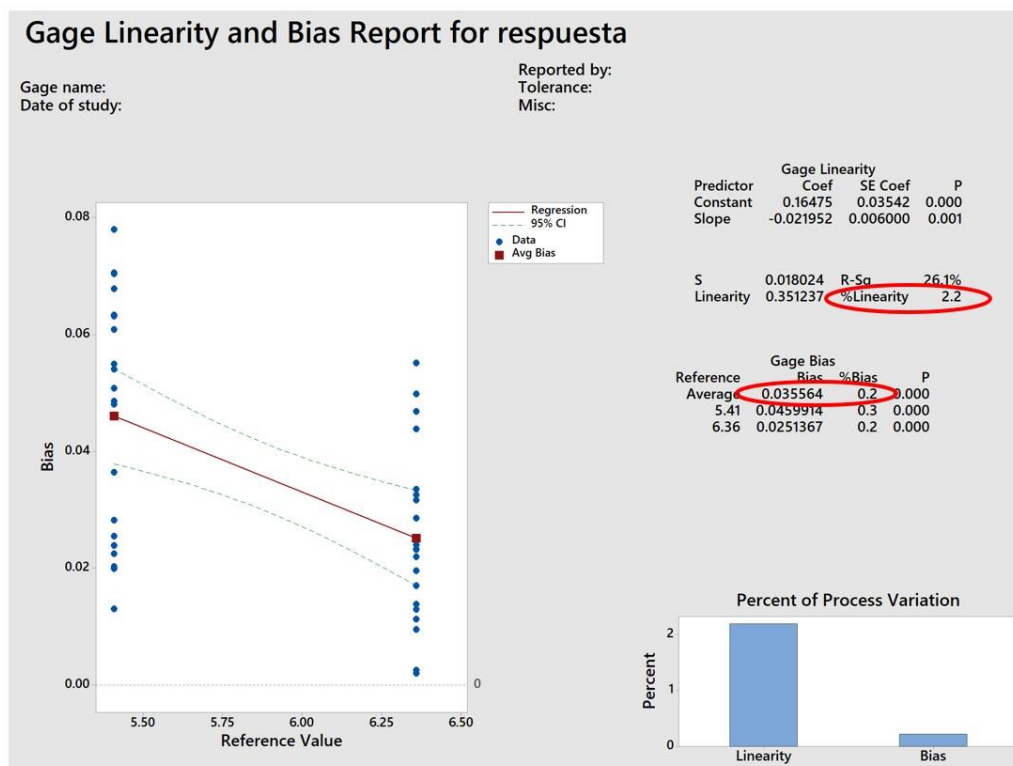 Gage Linearity and Bias Report for respuesta
Reported by:
Gage name:
Tolerance:
Date of study:
Misc:
Gage Linearity
Predictor Coef SE Coef P
Constant 0.16475 0.03542 0.000
Slope -0.021952 0.006000 0.001
S 0.018024 R-Sq 26.1%
Linearity 0.351237 %Linearity 2.2
Gage Bias
Reference Bias %Bias P
Average 0.035564 0.2 0.000
5.41 0.0459914 0.3 0.000
6.36 0.0251367 0.2 0.000
Regression
95% CI
Data
Avg Bias
0.08
0.06
0.04
0.02
0.00
0
Bias
5.50 5.75 6.00 6.25 6.50
Reference Value
Percent of Process Variation
2
1
0
Percent
Linearity Bias